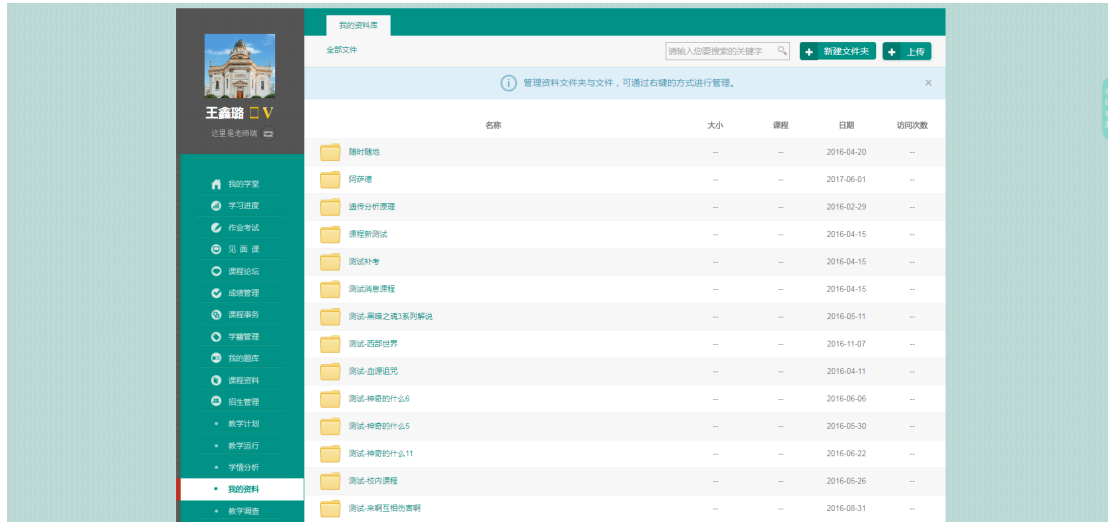 我的资料库
全部文件
请输入您要搜索的关键字
+ 新建文件夹
+ 上传
管理资料文件夹与文件，可通过右键的方式进行管理。
×
王鑫璐 V
这里是老师端
名称 大小 课程 日期 访问次数
随时随地 -- -- 2016-04-20 --
阿萨德 -- -- 2017-06-01 --
遗传分析原理 -- -- 2016-02-29 --
课程新测试 -- -- 2016-04-15 --
测试补考 -- -- 2016-04-15 --
测试消息课程 -- -- 2016-04-15 --
测试-黑暗之魂3系列解说 -- -- 2016-05-11 --
测试-西部世界 -- -- 2016-11-07 --
测试-血源诅咒 -- -- 2016-04-11 --
测试-神奇的什么6 -- -- 2016-06-06 --
测试-神奇的什么5 -- -- 2016-05-30 --
测试-神奇的什么11 -- -- 2016-06-22 --
测试-校内课程 -- -- 2016-05-26 --
测试-来啊互相伤害啊 -- -- 2016-08-31 --
我的学堂
学习进度
作业考试
见面课
课程论坛
成绩管理
课程事务
学籍管理
我的题库
课程资料
招生管理
教学计划
教学运行
学情分析
我的资料
教学调查